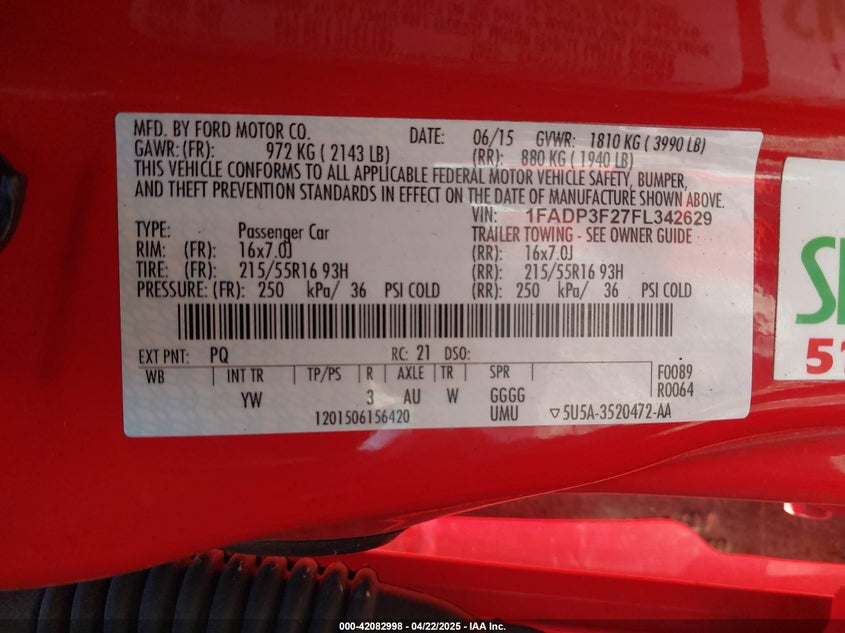 MFD. BY FORD MOTOR CO. DATE: 06/15 GVWR: 1810 KG ( 3990 LB)
GAWR: (FR): 972 KG ( 2143 LB) (RR): 880 KG ( 1940 LB)
THIS VEHICLE CONFORMS TO ALL APPLICABLE FEDERAL MOTOR VEHICLE SAFETY, BUMPER,
AND THEFT PREVENTION STANDARDS IN EFFECT ON THE DATE OF MANUFACTURE SHOWN ABOVE.
VIN: 1FADP3F27FL342629
TYPE: Passenger Car TRAILER TOWING - SEE OWNER GUIDE
RIM: (FR): 16x7.0J (RR): 16x7.0J
TIRE: (FR): 215/55R16 93H (RR): 215/55R16 93H
PRESSURE: (FR): 250 kPa/ 36 PSI COLD (RR): 250 kPa/ 36 PSI COLD
EXT PNT: PQ RC: 21 DSO:
WB INT TR TP/PS R AXLE TR SPR F0089
YW 3 AU W GGGG R0064
1201506156420 UMU ▽5U5A-3520472-AA
000-42082998 - 04/22/2025 - IAA Inc.